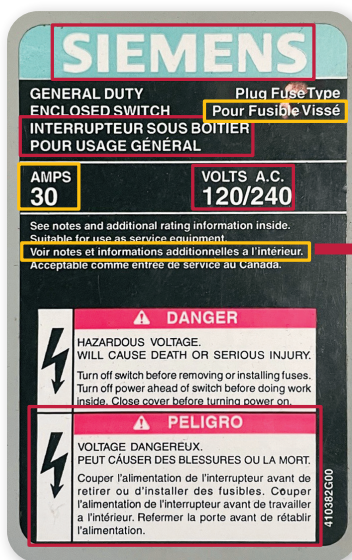 SIEMENS
GENERAL DUTY Plug Fuse Type
ENCLOSED SWITCH Pour Fusible Vissé
INTERRUPTEUR SOUS BOITIER
POUR USAGE GÉNÉRAL
AMPS VOLTS A.C.
30 120/240
See notes and additional rating information inside.
Suitable for use as service equipment.
Voir notes et informations additionnelles a l'intérieur.
Acceptable comme entrée de service au Canada.
DANGER
HAZARDOUS VOLTAGE.
WILL CAUSE DEATH OR SERIOUS INJURY.
Turn off switch before removing or installing fuses.
Turn off power ahead of switch before doing work
inside. Close cover before turning power on.
PELIGRO
VOLTAGE DANGEREUX.
PEUT CÁUSER DES BLESSURES OU LA MORT.
Couper l'alimentation de l'interrupteur avant de
retirer ou d'installer des fusibles. Couper
l'alimentation de l'interrupteur avant de travailler
a l'intérieur. Refermer la porte avant de rétablir
l'alimentation.
410382G00